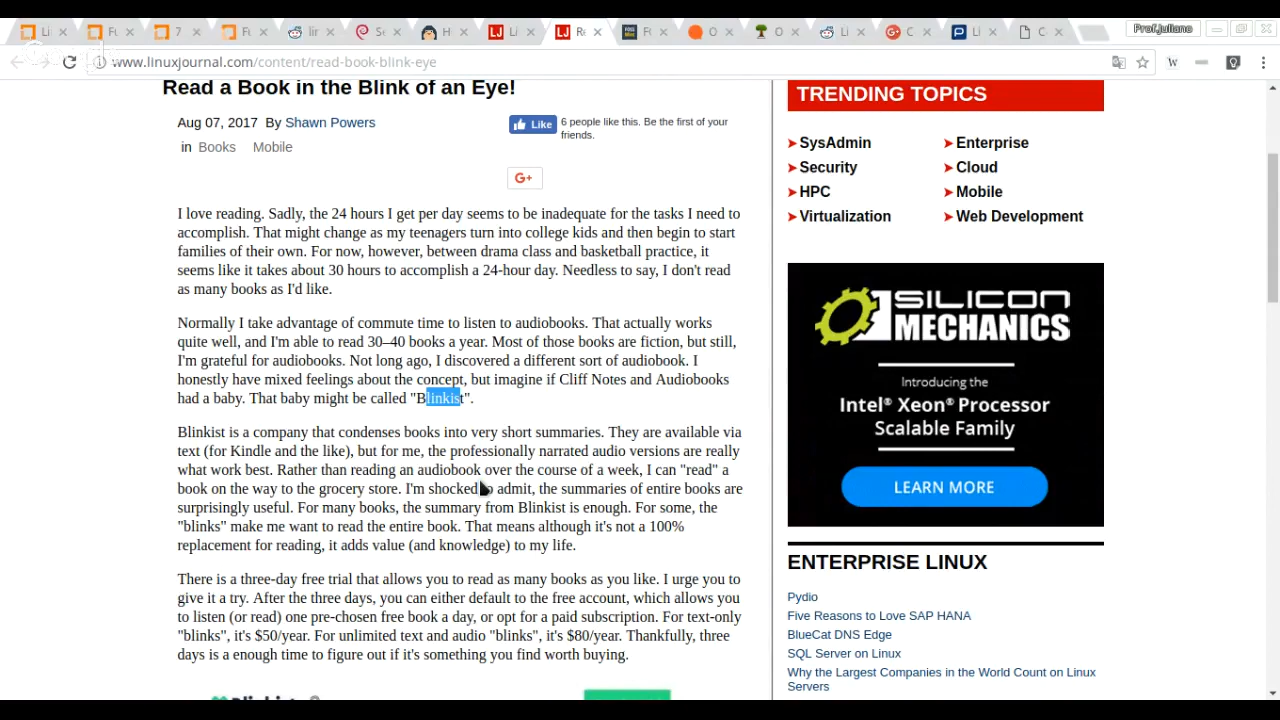 Li
Fu
7
Fu
lin
Se
H
Li
Re
F
O
O
Li
C
Li
C
Prof.Juliano
www.linuxjournal.com/content/read-book-blink-eye
W
Read a Book in the Blink of an Eye!
Aug 07, 2017 By Shawn Powers
in Books Mobile
Like
6 people like this. Be the first of your
friends.
G+
I love reading. Sadly, the 24 hours I get per day seems to be inadequate for the tasks I need to
accomplish. That might change as my teenagers turn into college kids and then begin to start
families of their own. For now, however, between drama class and basketball practice, it
seems like it takes about 30 hours to accomplish a 24-hour day. Needless to say, I don't read
as many books as I'd like.
Normally I take advantage of commute time to listen to audiobooks. That actually works
quite well, and I'm able to read 30–40 books a year. Most of those books are fiction, but still,
I'm grateful for audiobooks. Not long ago, I discovered a different sort of audiobook. I
honestly have mixed feelings about the concept, but imagine if Cliff Notes and Audiobooks
had a baby. That baby might be called "Blinkist".
Blinkist is a company that condenses books into very short summaries. They are available via
text (for Kindle and the like), but for me, the professionally narrated audio versions are really
what work best. Rather than reading an audiobook over the course of a week, I can "read" a
book on the way to the grocery store. I'm shocked to admit, the summaries of entire books are
surprisingly useful. For many books, the summary from Blinkist is enough. For some, the
"blinks" make me want to read the entire book. That means although it's not a 100%
replacement for reading, it adds value (and knowledge) to my life.
There is a three-day free trial that allows you to read as many books as you like. I urge you to
give it a try. After the three days, you can either default to the free account, which allows you
to listen (or read) one pre-chosen free book a day, or opt for a paid subscription. For text-only
"blinks", it's $50/year. For unlimited text and audio "blinks", it's $80/year. Thankfully, three
days is a enough time to figure out if it's something you find worth buying.
TRENDING TOPICS
SysAdmin Enterprise
Security Cloud
HPC Mobile
Virtualization Web Development
SILICON
MECHANICS
Introducing the
Intel® Xeon® Processor
Scalable Family
LEARN MORE
ENTERPRISE LINUX
Pydio
Five Reasons to Love SAP HANA
BlueCat DNS Edge
SQL Server on Linux
Why the Largest Companies in the World Count on Linux
Servers